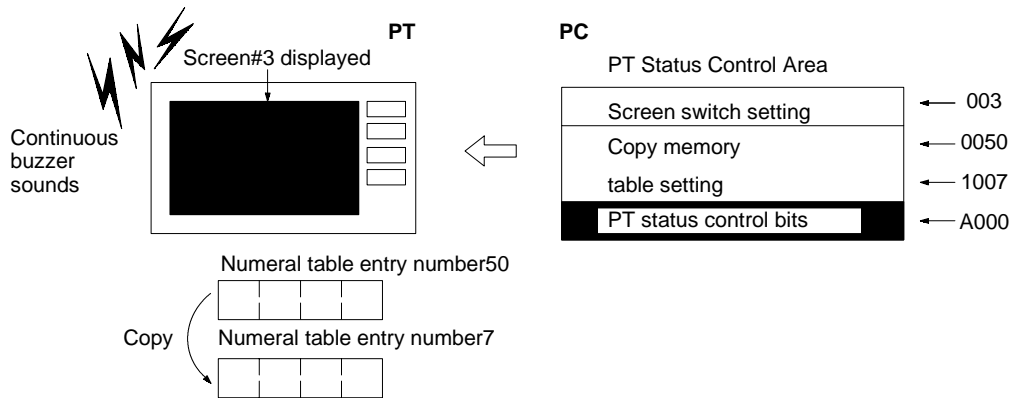 PT
Screen#3 displayed
Continuous
buzzer
sounds
PC
PT Status Control Area
Screen switch setting
003
Copy memory
0050
table setting
1007
PT status control bits
A000
Numeral table entry number50
Copy
Numeral table entry number7